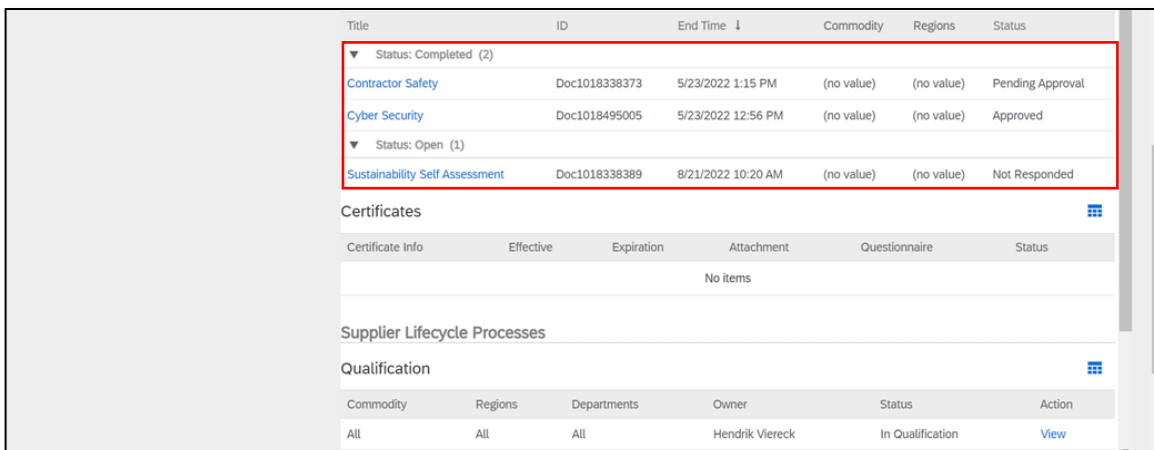 Title ID End Time ↓ Commodity Regions Status
▼ Status: Completed (2)
Contractor Safety Doc1018338373 5/23/2022 1:15 PM (no value) (no value) Pending Approval
Cyber Security Doc1018495005 5/23/2022 12:56 PM (no value) (no value) Approved
▼ Status: Open (1)
Sustainability Self Assessment Doc1018338389 8/21/2022 10:20 AM (no value) (no value) Not Responded
Certificates
Certificate Info Effective Expiration Attachment Questionnaire Status
No items
Supplier Lifecycle Processes
Qualification
Commodity Regions Departments Owner Status Action
All All All Hendrik Viereck In Qualification View